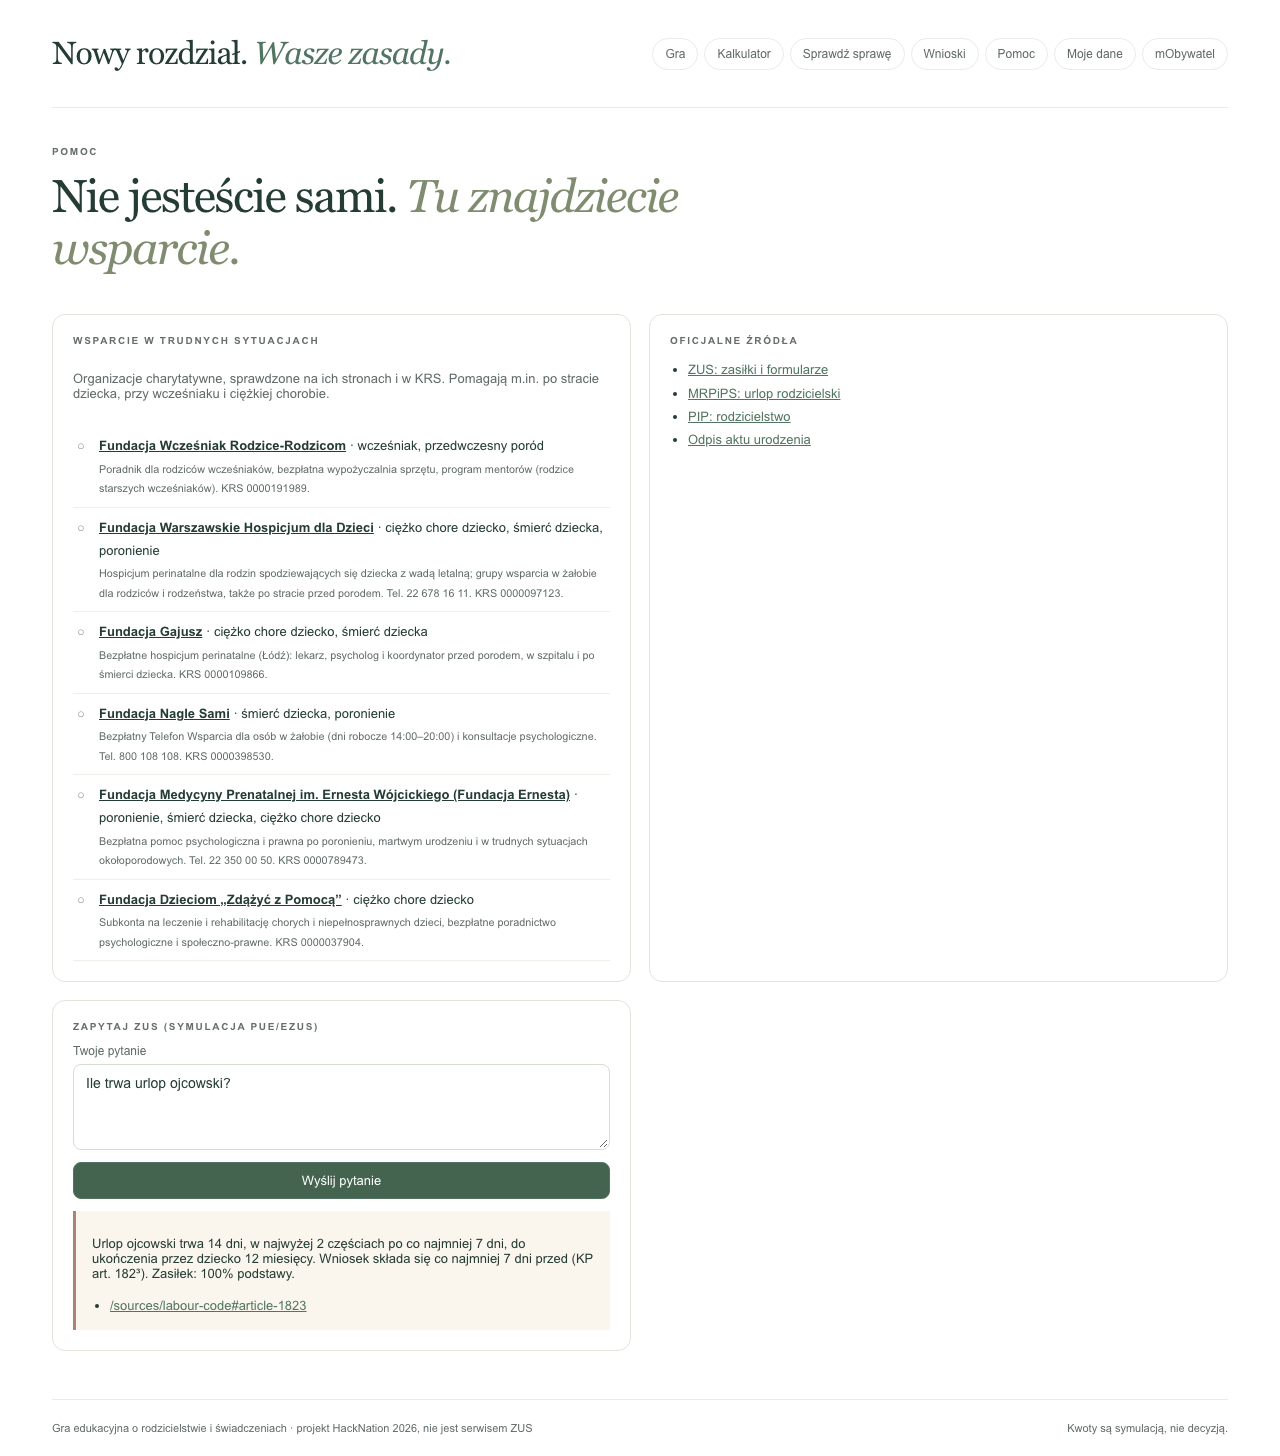 Nowy rozdział. Wasze zasady.
Gra
Kalkulator
Sprawdź sprawę
Wnioski
Pomoc
Moje dane
mObywatel
POMOC
Nie jesteście sami. Tu znajdziecie
wsparcie.
WSPARCIE W TRUDNYCH SYTUACJACH
Organizacje charytatywne, sprawdzone na ich stronach i w KRS. Pomagają m.in. po stracie
dziecka, przy wcześniaku i ciężkiej chorobie.
Fundacja Wcześniak Rodzice-Rodzicom · wcześniak, przedwczesny poród
Poradnik dla rodziców wcześniaków, bezpłatna wypożyczalnia sprzętu, program mentorów (rodzice
starszych wcześniaków). KRS 0000191989.
Fundacja Warszawskie Hospicjum dla Dzieci · ciężko chore dziecko, śmierć dziecka,
poronienie
Hospicjum perinatalne dla rodzin spodziewających się dziecka z wadą letalną; grupy wsparcia w żałobie
dla rodziców i rodzeństwa, także po stracie przed porodem. Tel. 22 678 16 11. KRS 0000097123.
Fundacja Gajusz · ciężko chore dziecko, śmierć dziecka
Bezpłatne hospicjum perinatalne (Łódź): lekarz, psycholog i koordynator przed porodem, w szpitalu i po
śmierci dziecka. KRS 0000109866.
Fundacja Nagle Sami · śmierć dziecka, poronienie
Bezpłatny Telefon Wsparcia dla osób w żałobie (dni robocze 14:00–20:00) i konsultacje psychologiczne.
Tel. 800 108 108. KRS 0000398530.
Fundacja Medycyny Prenatalnej im. Ernesta Wójcickiego (Fundacja Ernesta) ·
poronienie, śmierć dziecka, ciężko chore dziecko
Bezpłatna pomoc psychologiczna i prawna po poronieniu, martwym urodzeniu i w trudnych sytuacjach
okołoporodowych. Tel. 22 350 00 50. KRS 0000789473.
Fundacja Dzieciom „Zdążyć z Pomocą” · ciężko chore dziecko
Subkonta na leczenie i rehabilitację chorych i niepełnosprawnych dzieci, bezpłatne poradnictwo
psychologiczne i społeczno-prawne. KRS 0000037904.
OFICJALNE ŹRÓDŁA
ZUS: zasiłki i formularze
MRPiPS: urlop rodzicielski
PIP: rodzicielstwo
Odpis aktu urodzenia
ZAPYTAJ ZUS (SYMULACJA PUE/EZUS)
Twoje pytanie
Ile trwa urlop ojcowski?
Wyślij pytanie
Urlop ojcowski trwa 14 dni, w najwyżej 2 częściach po co najmniej 7 dni, do
ukończenia przez dziecko 12 miesięcy. Wniosek składa się co najmniej 7 dni przed (KP
art. 182³). Zasiłek: 100% podstawy.
/sources/labour-code#article-1823
Gra edukacyjna o rodzicielstwie i świadczeniach · projekt HackNation 2026, nie jest serwisem ZUS
Kwoty są symulacją, nie decyzją.